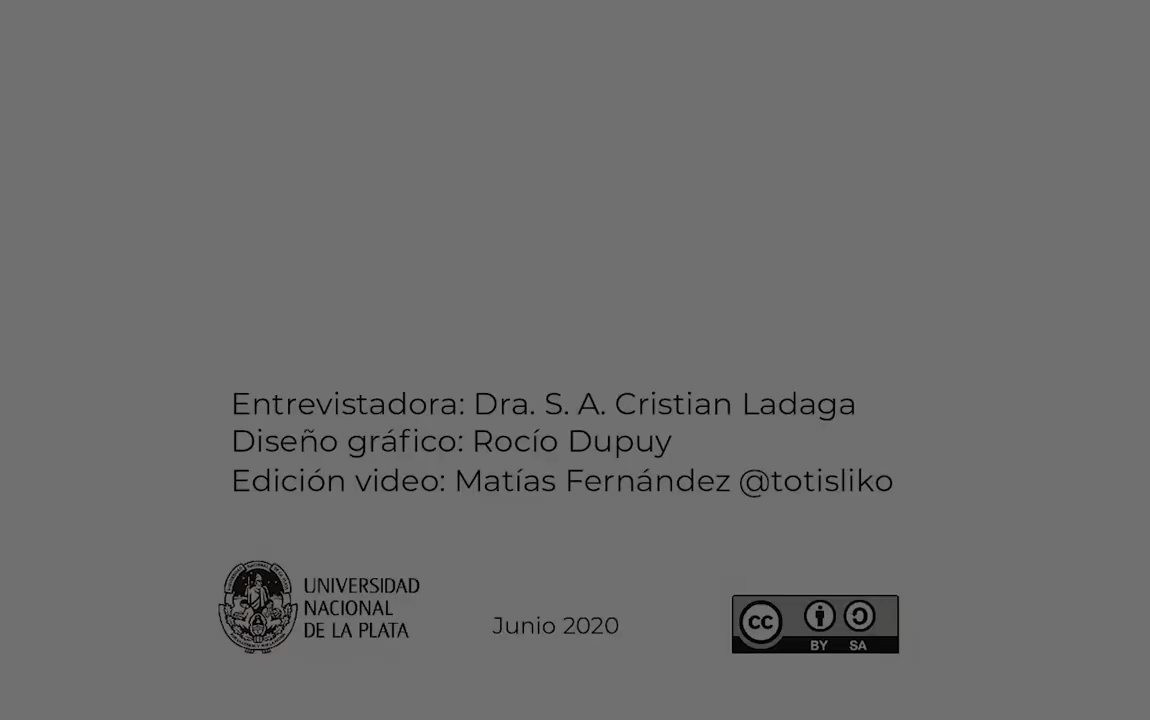 Entrevistadora: Dra. S. A. Cristian Ladaga
Diseño gráfico: Rocío Dupuy
Edición video: Matías Fernández @totisliko
UNIVERSIDAD
NACIONAL
DE LA PLATA
Junio 2020
cc
BY SA